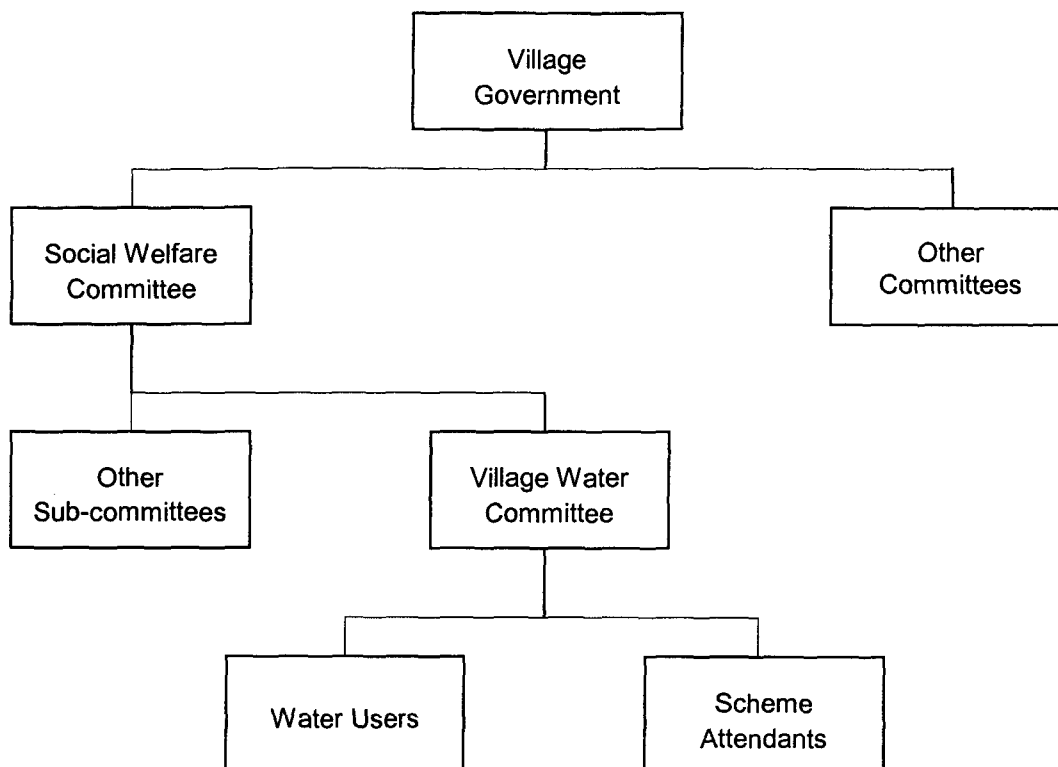 Village
Government
Social Welfare
Committee
Other
Committees
Other
Sub-committees
Village Water
Committee
Water Users
Scheme
Attendants